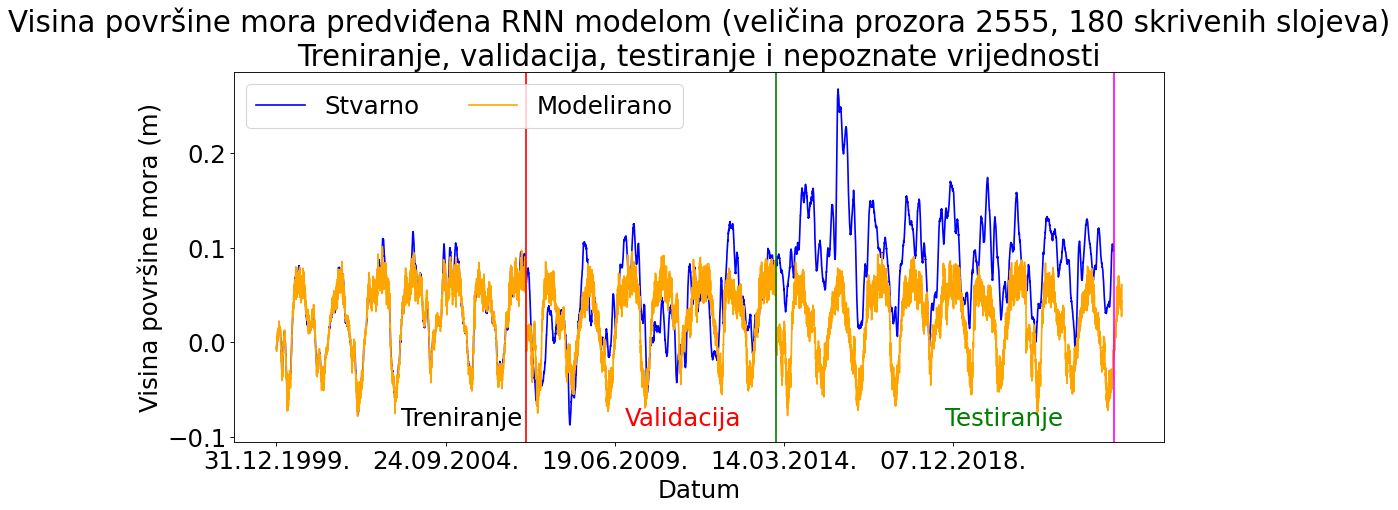 Visina površine mora predviđena RNN modelom (veličina prozora 2555, 180 skrivenih slojeva)
Treniranje, validacija, testiranje i nepoznate vrijednosti
Stvarno Modelirano
Visina površine mora (m)
0.2
0.1
0.0
−0.1
Treniranje Validacija Testiranje
31.12.1999. 24.09.2004. 19.06.2009. 14.03.2014. 07.12.2018.
Datum